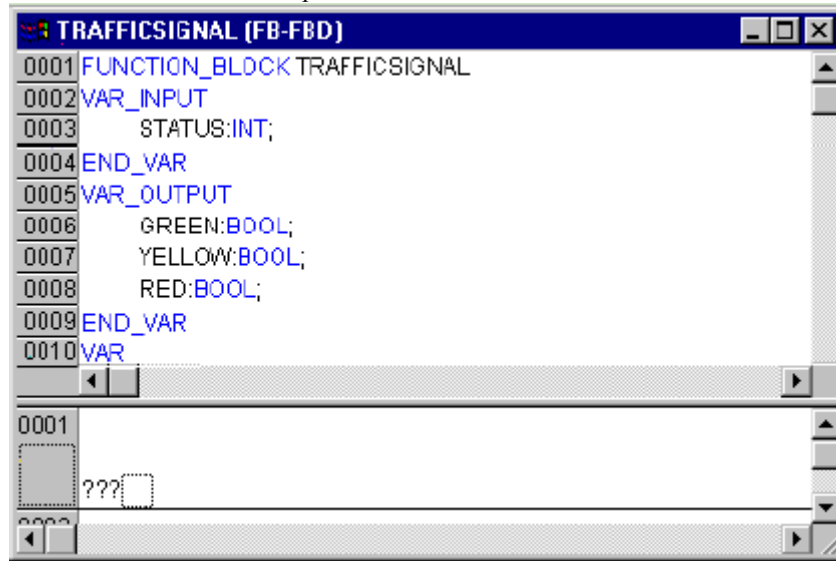 TRAFFICSIGNAL (FB-FBD)
0001 FUNCTION_BLOCK TRAFFICSIGNAL
0002 VAR_INPUT
0003 STATUS:INT;
0004 END_VAR
0005 VAR_OUTPUT
0006 GREEN:BOOL;
0007 YELLOW:BOOL;
0008 RED:BOOL;
0009 END_VAR
0010 VAR
0001
???